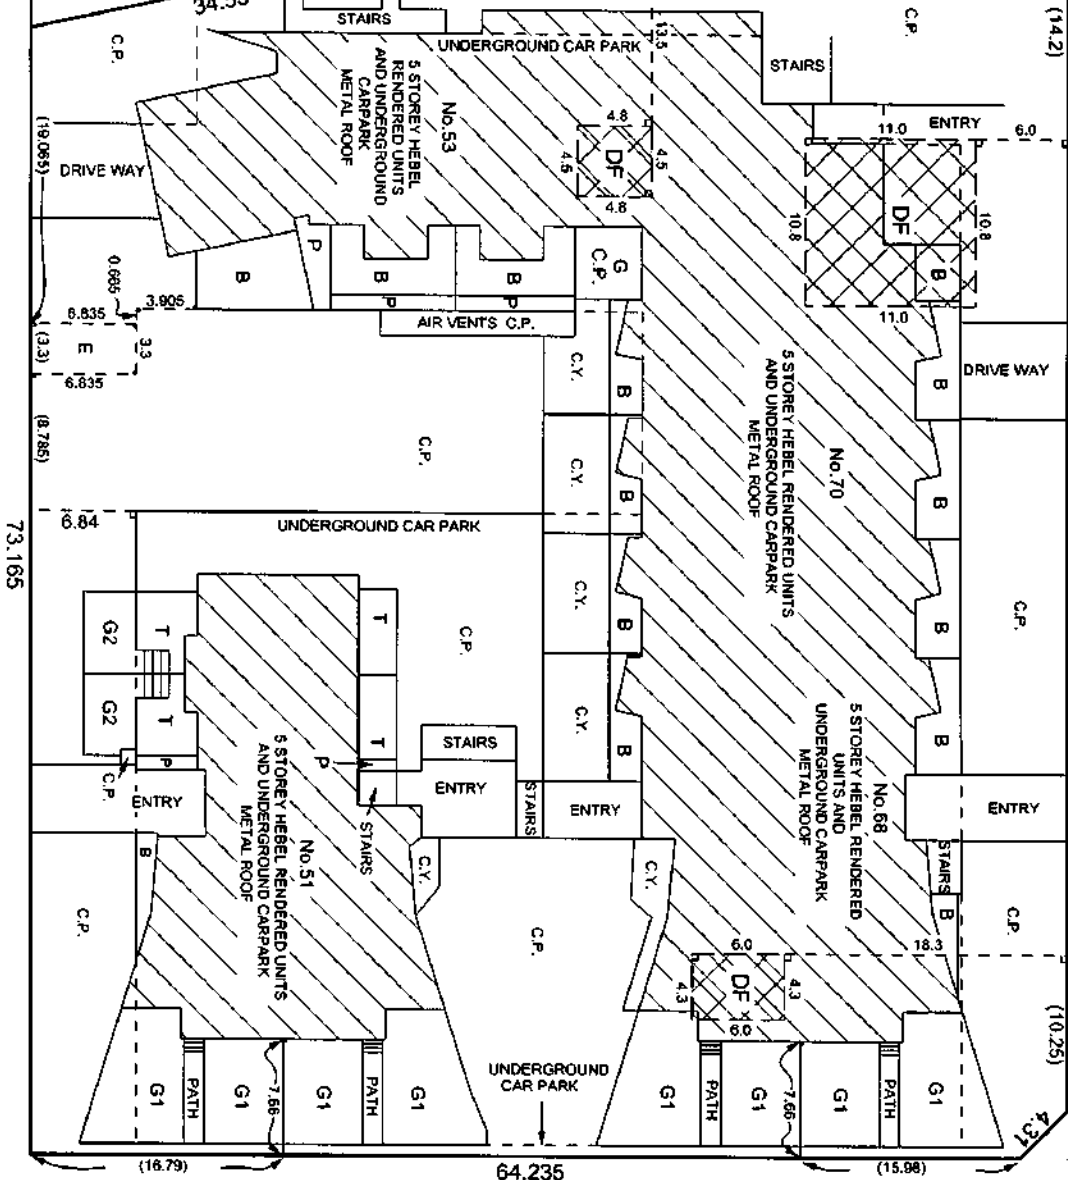 34.55
STAIRS
C.P.
C.P.
(14.2)
13.5
UNDERGROUND CAR PARK
STAIRS
No.53
5 STOREY HEBEL
RENDERED UNITS
AND UNDERGROUND
CARPARK
METAL ROOF
4.8
4.5
DF
4.5
4.8
11.0
ENTRY
6.0
(19.065)
DRIVE WAY
10.8
DF
10.8
B
11.0
P
B
B
B
P
P
G
C.P.
0.665
3.905
6.835
(3.3)
E
3.3
6.835
AIR VENTS C.P.
C.Y.
B
B
DRIVE WAY
No.70
5 STOREY HEBEL RENDERED UNITS
AND UNDERGROUND CARPARK
METAL ROOF
(8.785)
C.P.
C.Y.
B
B
73.165
6.84
UNDERGROUND CAR PARK
C.Y.
B
B
C.P.
G2
T
T
C.P.
G2
T
T
C.Y.
B
B
P
P
C.P.
STAIRS
ENTRY
ENTRY
STAIRS
ENTRY
ENTRY
STAIRS
No.68
5 STOREY HEBEL RENDERED
UNITS AND
UNDERGROUND CARPARK
METAL ROOF
No.51
5 STOREY HEBEL RENDERED UNITS
AND UNDERGROUND CARPARK
METAL ROOF
B
C.Y.
C.Y.
STAIRS
B
C.P.
C.P.
C.P.
6.0
18.3
4.3
DF
4.3
6.0
(10.25)
UNDERGROUND
CAR PARK
G1
PATH
G1
7.66
G1
PATH
G1
G1
PATH
G1
7.66
G1
PATH
G1
4.31
(16.79)
64.235
(15.98)